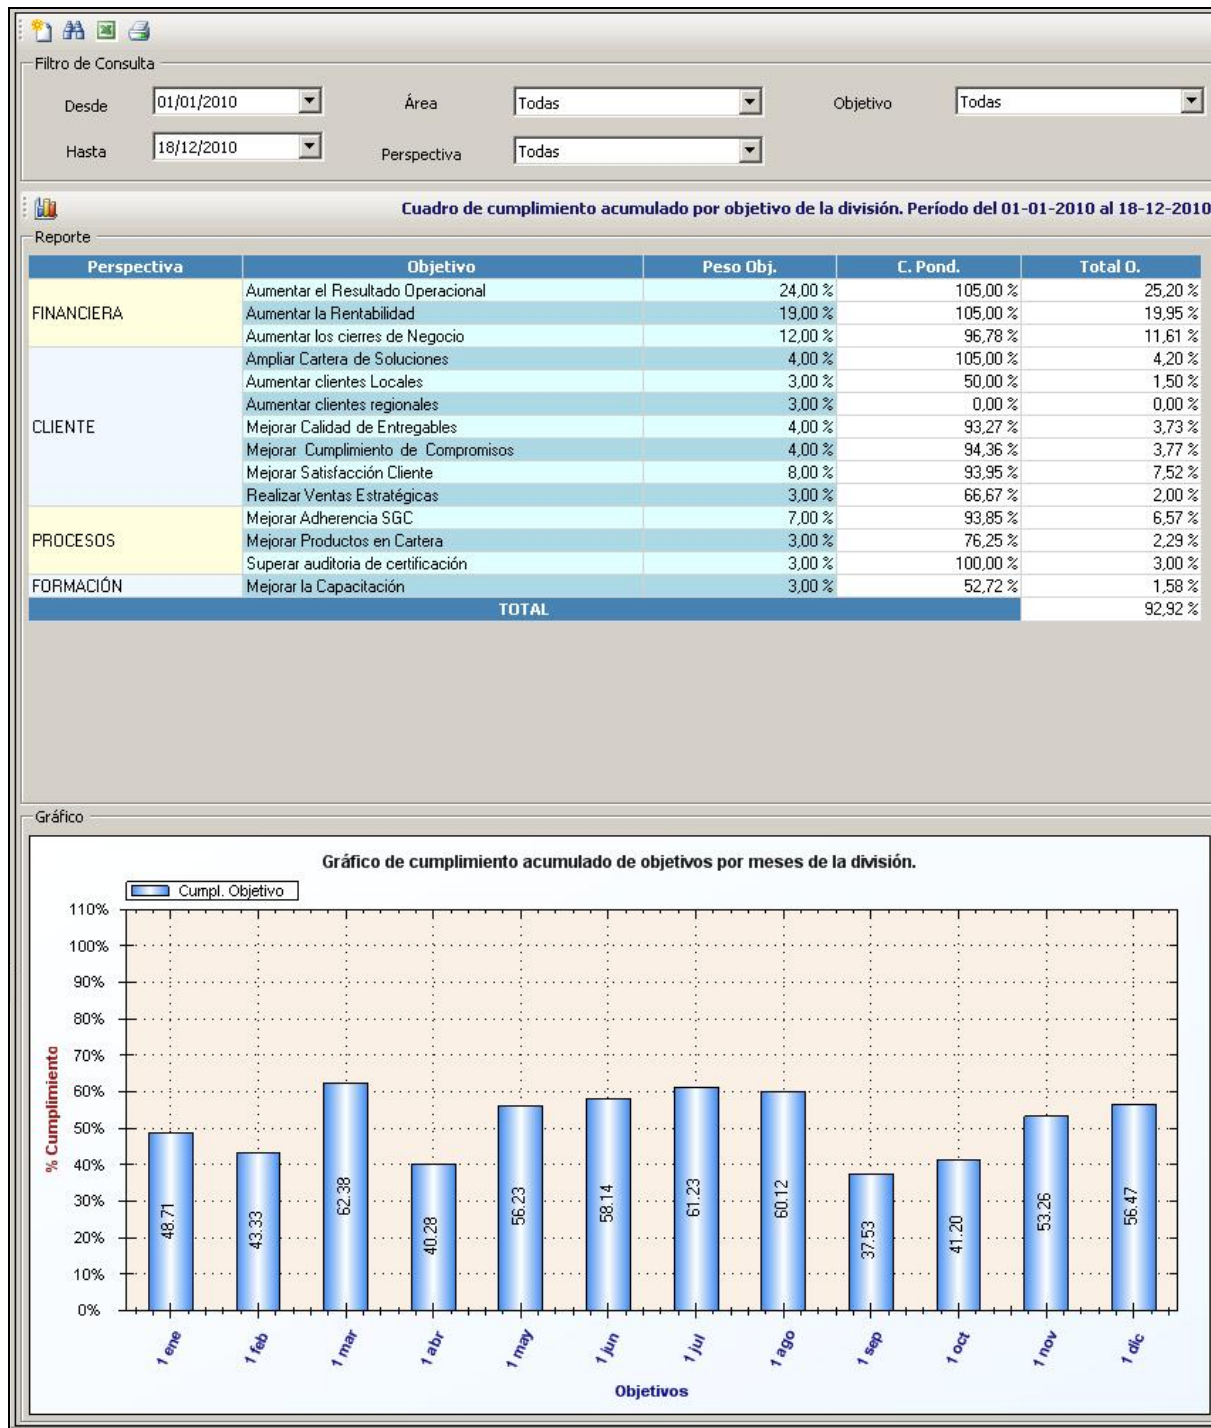 Filtro de Consulta
Desde 01/01/2010 Área Todas Objetivo Todas
Hasta 18/12/2010 Perspectiva Todas
Cuadro de cumplimiento acumulado por objetivo de la división. Período del 01-01-2010 al 18-12-2010
Reporte
Perspectiva Objetivo Peso Obj. C. Pond. Total O.
FINANCIERA Aumentar el Resultado Operacional 24,00 % 105,00 % 25,20 %
Aumentar la Rentabilidad 19,00 % 105,00 % 19,95 %
Aumentar los cierres de Negocio 12,00 % 96,78 % 11,61 %
CLIENTE Ampliar Cartera de Soluciones 4,00 % 105,00 % 4,20 %
Aumentar clientes Locales 3,00 % 50,00 % 1,50 %
Aumentar clientes regionales 3,00 % 0,00 % 0,00 %
Mejorar Calidad de Entregables 4,00 % 93,27 % 3,73 %
Mejorar Cumplimiento de Compromisos 4,00 % 94,36 % 3,77 %
Mejorar Satisfacción Cliente 8,00 % 93,95 % 7,52 %
Realizar Ventas Estratégicas 3,00 % 66,67 % 2,00 %
PROCESOS Mejorar Adherencia SGC 7,00 % 93,85 % 6,57 %
Mejorar Productos en Cartera 3,00 % 76,25 % 2,29 %
Superar auditoria de certificación 3,00 % 100,00 % 3,00 %
FORMACIÓN Mejorar la Capacitación 3,00 % 52,72 % 1,58 %
TOTAL 92,92 %
Gráfico
Gráfico de cumplimiento acumulado de objetivos por meses de la división.
Cumpl. Objetivo
110%
100%
90%
80%
70%
60%
50%
40%
30%
20%
10%
0%
% Cumplimiento
48.71 43.33 62.38 40.28 56.23 58.14 61.23 60.12 37.53 41.20 53.26 56.47
1 ene 1 feb 1 mar 1 abr 1 may 1 jun 1 jul 1 ago 1 sep 1 oct 1 nov 1 dic
Objetivos